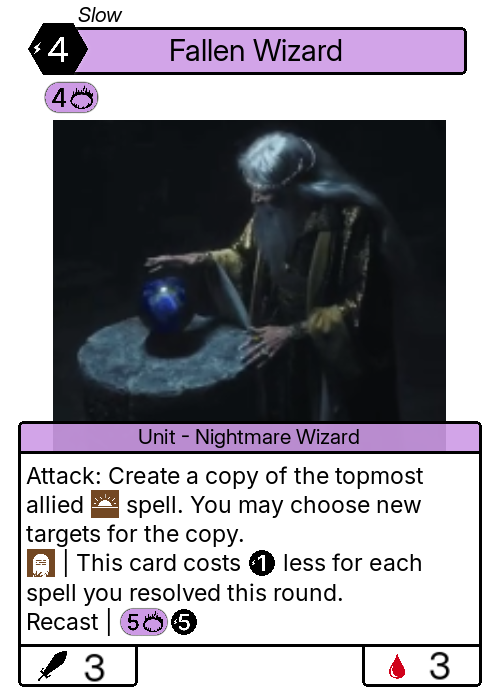 Slow
4 Fallen Wizard
4
Unit - Nightmare Wizard
Attack: Create a copy of the topmost
allied spell. You may choose new
targets for the copy.
| This card costs 1 less for each
spell you resolved this round.
Recast | 5 5
3 3